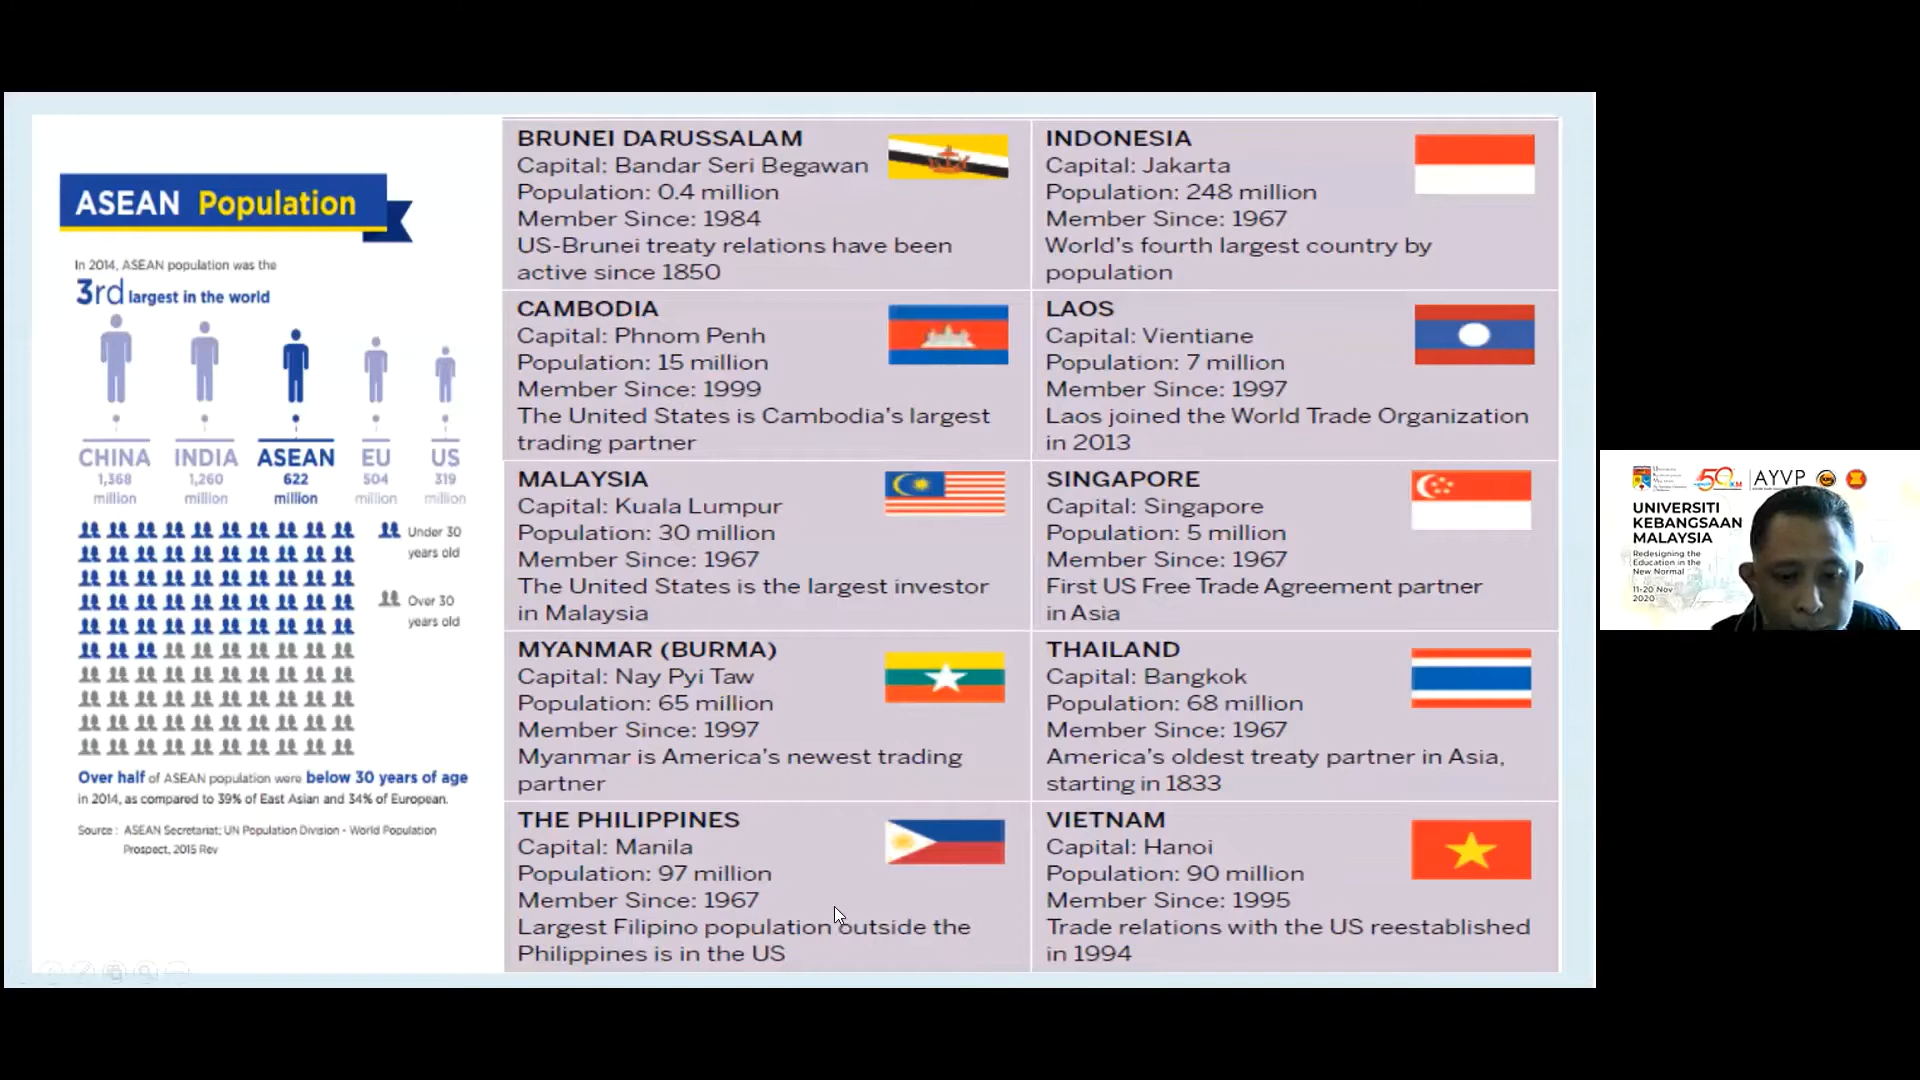 ASEAN Population
In 2014, ASEAN population was the
3rd largest in the world
CHINA
1,368
million
INDIA
1,260
million
ASEAN
622
million
EU
504
million
US
319
million
Under 30
years old
Over 30
years old
Over half of ASEAN population were below 30 years of age
in 2014, as compared to 39% of East Asian and 34% of European.
Source : ASEAN Secretariat; UN Population Division - World Population
Prospect, 2015 Rev
BRUNEI DARUSSALAM
Capital: Bandar Seri Begawan
Population: 0.4 million
Member Since: 1984
US-Brunei treaty relations have been
active since 1850
INDONESIA
Capital: Jakarta
Population: 248 million
Member Since: 1967
World's fourth largest country by
population
CAMBODIA
Capital: Phnom Penh
Population: 15 million
Member Since: 1999
The United States is Cambodia's largest
trading partner
LAOS
Capital: Vientiane
Population: 7 million
Member Since: 1997
Laos joined the World Trade Organization
in 2013
MALAYSIA
Capital: Kuala Lumpur
Population: 30 million
Member Since: 1967
The United States is the largest investor
in Malaysia
SINGAPORE
Capital: Singapore
Population: 5 million
Member Since: 1967
First US Free Trade Agreement partner
in Asia
MYANMAR (BURMA)
Capital: Nay Pyi Taw
Population: 65 million
Member Since: 1997
Myanmar is America's newest trading
partner
THAILAND
Capital: Bangkok
Population: 68 million
Member Since: 1967
America's oldest treaty partner in Asia,
starting in 1833
THE PHILIPPINES
Capital: Manila
Population: 97 million
Member Since: 1967
Largest Filipino population outside the
Philippines is in the US
VIETNAM
Capital: Hanoi
Population: 90 million
Member Since: 1995
Trade relations with the US reestablished
in 1994
AYVP
UNIVERSITI
KEBANGSAAN
MALAYSIA
Redesigning the
Education in the
New Normal
11-20 Nov
2020